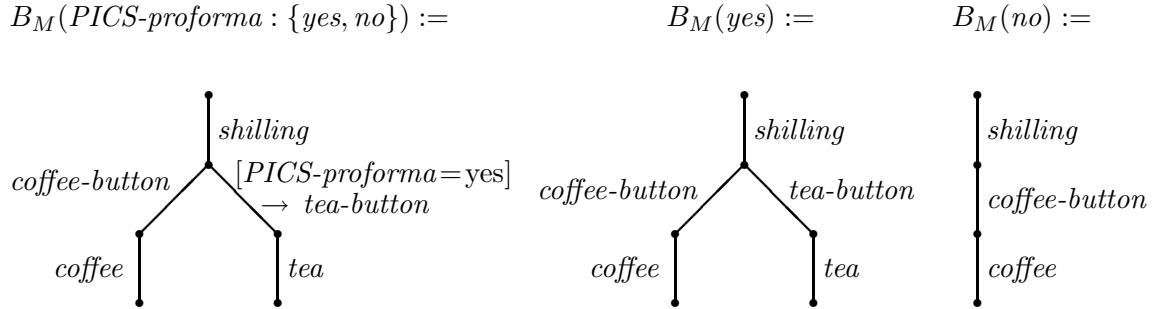 B_M(PICS-proforma : {yes, no}) :=
shilling
coffee-button
[PICS-proforma=yes]
→ tea-button
coffee
tea
B_M(yes) :=
shilling
coffee-button
tea-button
coffee
tea
B_M(no) :=
shilling
coffee-button
coffee